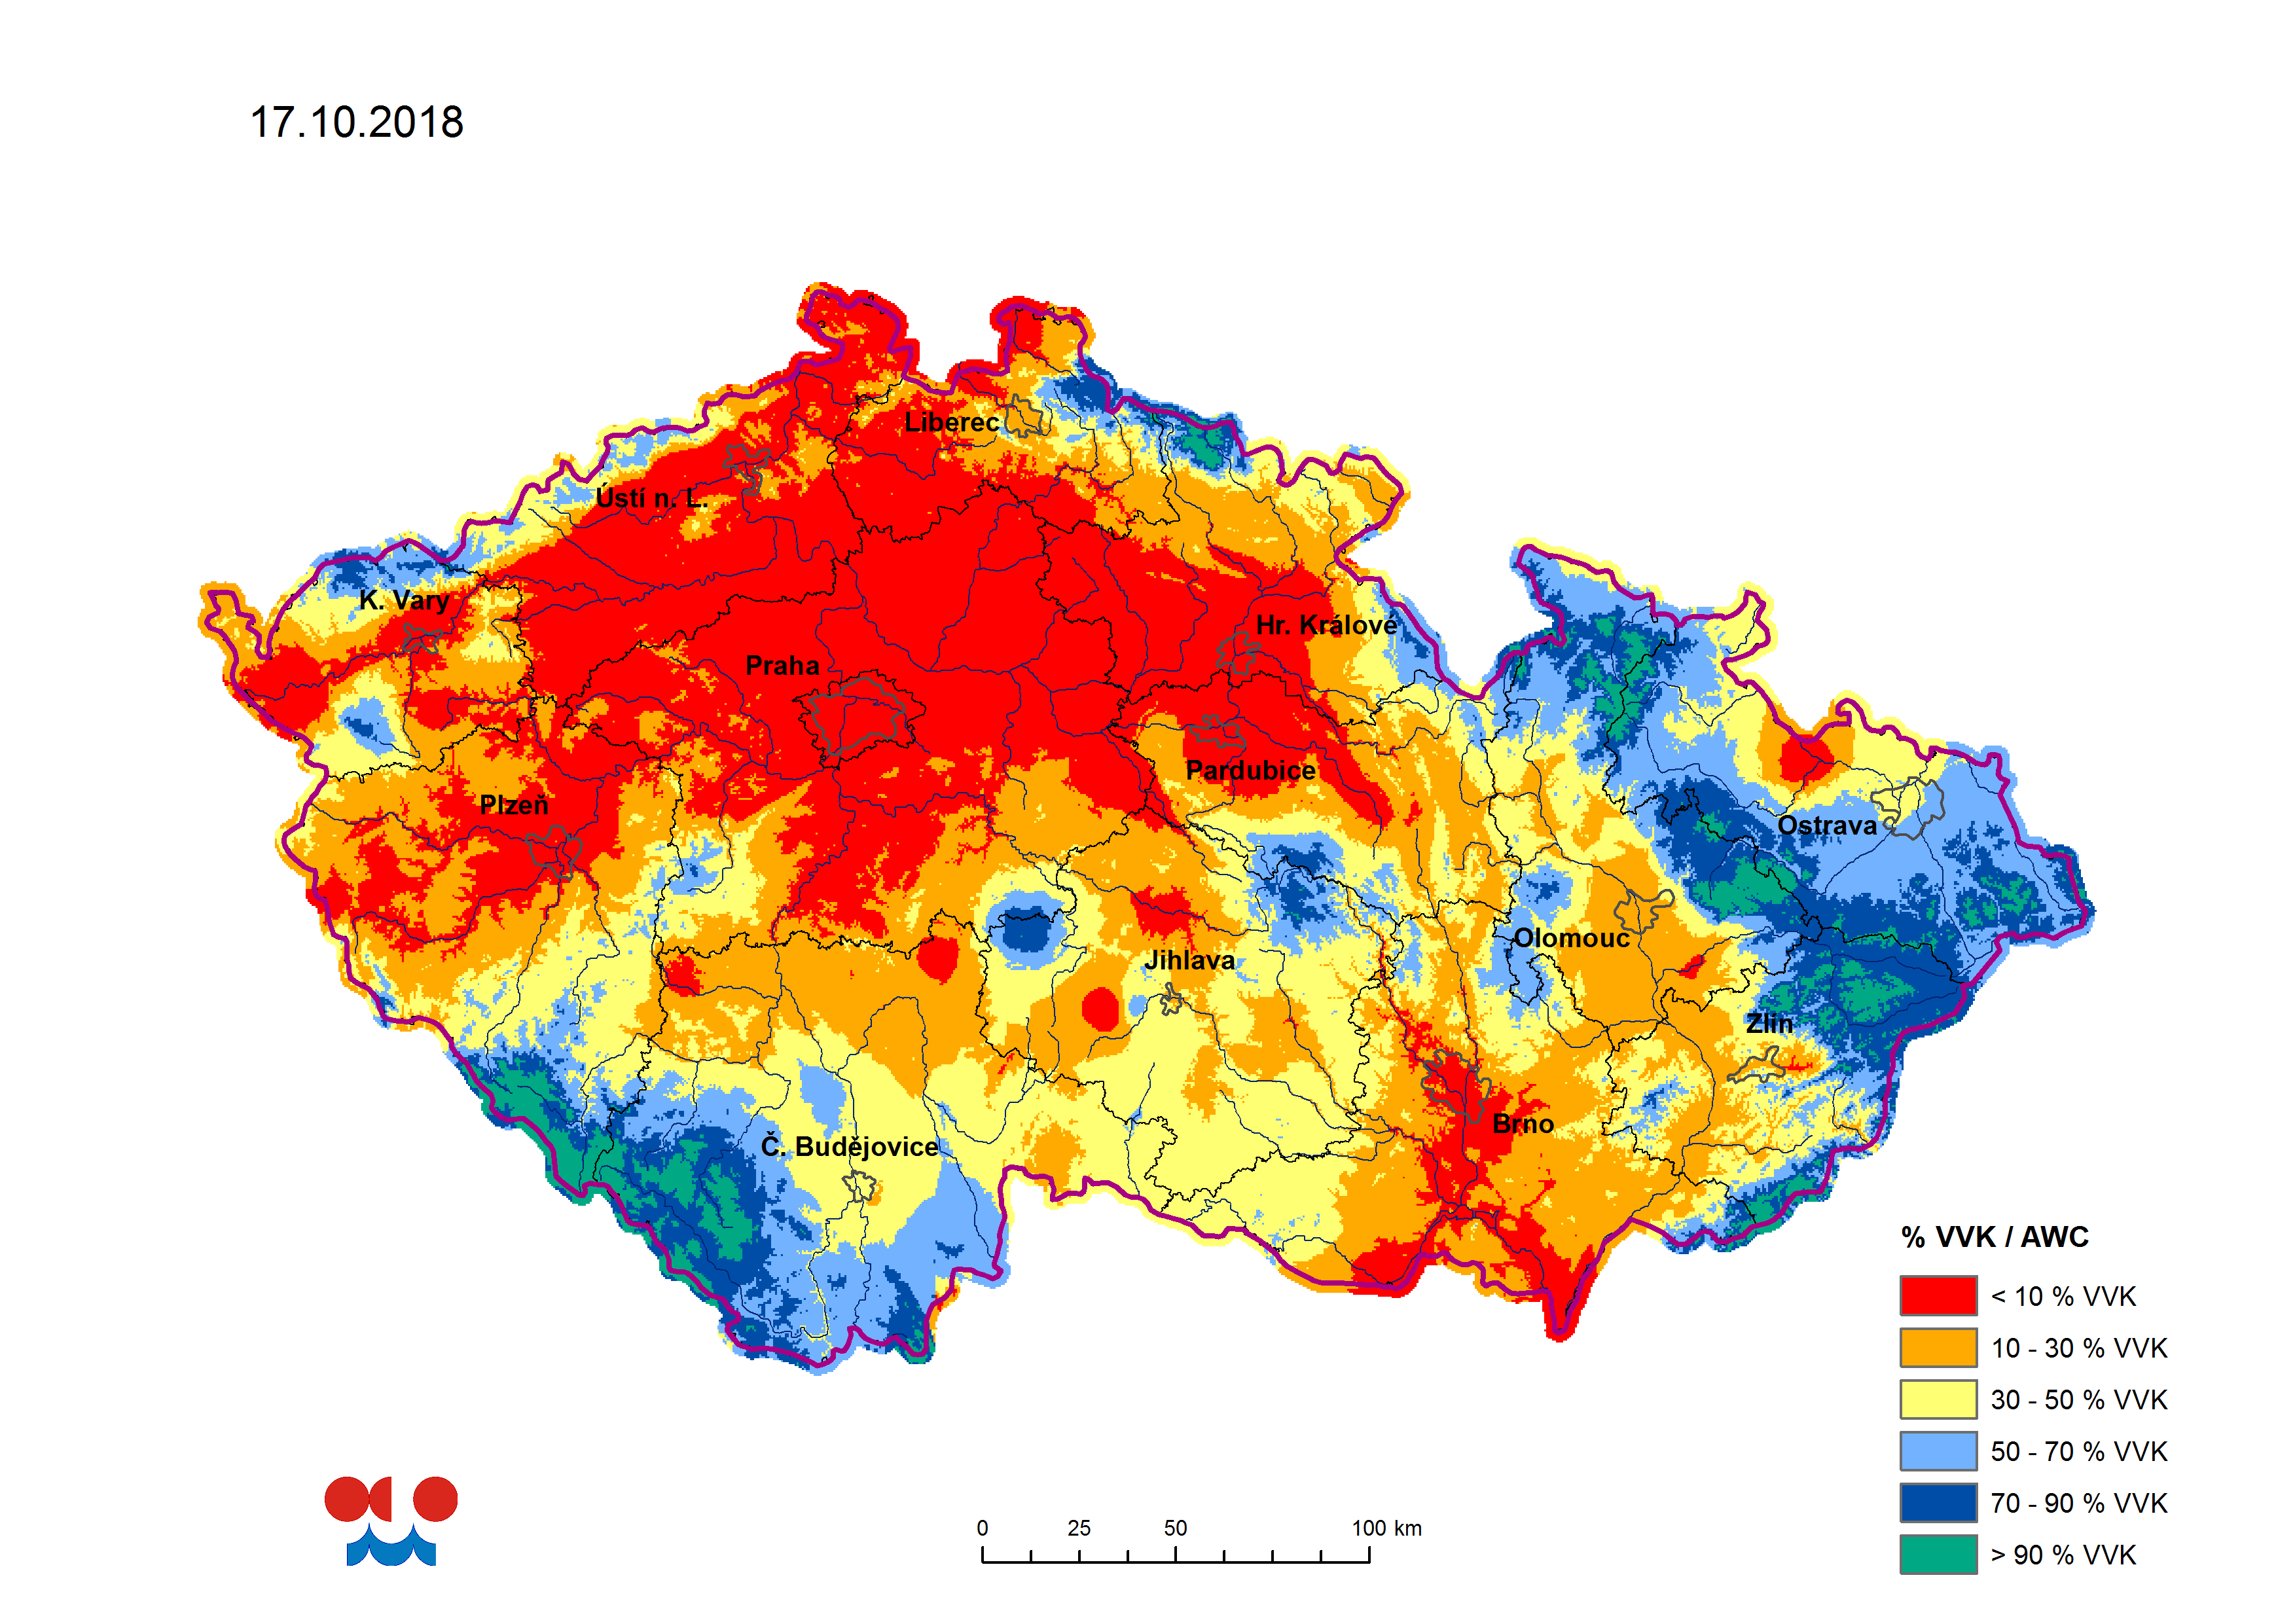 17.10.2018
Liberec
Ústí n. L.
K. Vary
Hr. Králové
Praha
Pardubice
Plzeň
Ostrava
Olomouc
Jihlava
Zlín
Brno
Č. Budějovice
% VVK / AWC
< 10 % VVK
10 - 30 % VVK
30 - 50 % VVK
50 - 70 % VVK
70 - 90 % VVK
> 90 % VVK
0 25 50 100 km